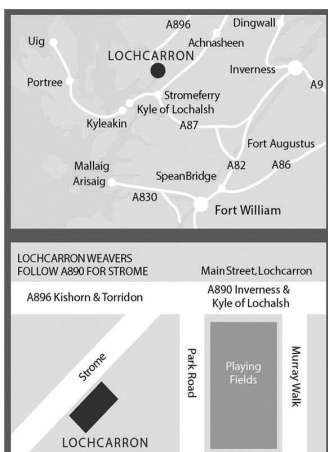 A896
Dingwall
Uig
Achnasheen
LOCHCARRON
Inverness
Portree
A9
Stromeferry
Kyle of Lochalsh
Kyleakin
A87
Fort Augustus
Mallaig
A82
A86
Arisaig
SpeanBridge
A830
Fort William
LOCHCARRON WEAVERS
FOLLOW A890 FOR STROME
Main Street, Lochcarron
A896 Kishorn & Torridon
A890 Inverness &
Kyle of Lochalsh
Strome
Park Road
Playing
Fields
Murray Walk
LOCHCARRON